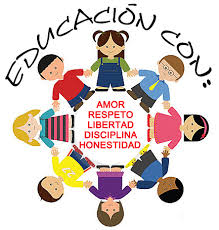 EDUCACIÓN CON:
AMOR
RESPETO
LIBERTAD
DISCIPLINA
HONESTIDAD